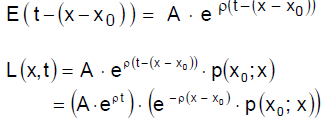 E(t−(x−x₀)) = A · e^ρ(t−(x − x₀))
L(x,t) = A · e^ρ(t−(x − x₀)) · p(x₀;x)
= (A·e^ρt) · (e^−ρ(x − x₀) · p(x₀; x))